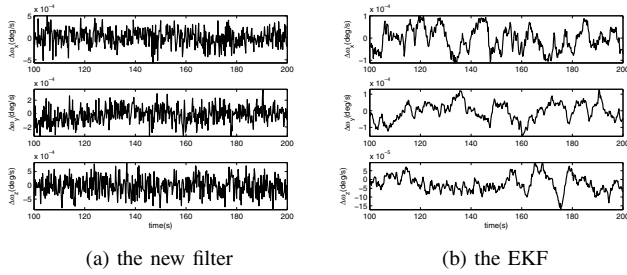 x 10⁻⁴
Δω_x(deg/s)
5
0
-5
100 120 140 160 180 200
x 10⁻⁴
Δω_y(deg/s)
2
0
-2
100 120 140 160 180 200
x 10⁻⁴
Δω_z(deg/s)
5
0
-5
100 120 140 160 180 200
time(s)
(a) the new filter
x 10⁻⁴
Δω_x(deg/s)
1
0
-1
100 120 140 160 180 200
x 10⁻⁴
Δω_y(deg/s)
1
0
-1
100 120 140 160 180 200
x 10⁻⁵
Δω_z(deg/s)
5
0
-5
-10
-15
100 120 140 160 180 200
time(s)
(b) the EKF